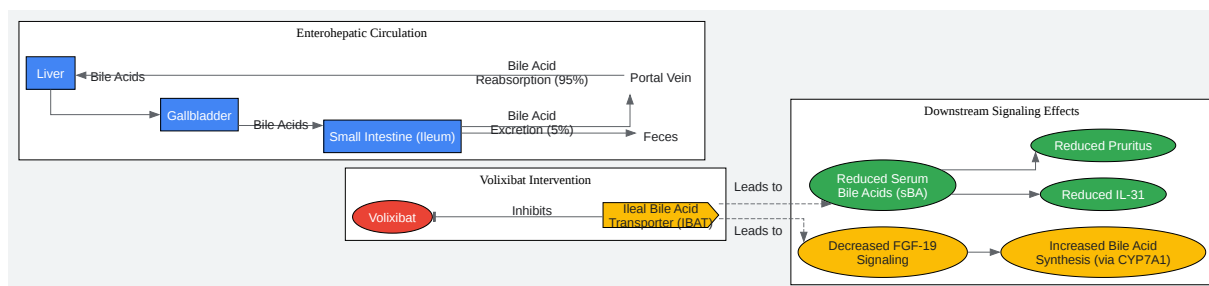 Enterohepatic Circulation
Liver
Bile Acids
Bile Acid
Reabsorption (95%)
Portal Vein
Gallbladder
Bile Acids
Small Intestine (Ileum)
Bile Acid
Excretion (5%)
Feces
Volixibat Intervention
Volixibat
Inhibits
Ileal Bile Acid
Transporter (IBAT)
Leads to
Leads to
Downstream Signaling Effects
Reduced Serum
Bile Acids (sBA)
Reduced Pruritus
Reduced IL-31
Decreased FGF-19
Signaling
Increased Bile Acid
Synthesis (via CYP7A1)